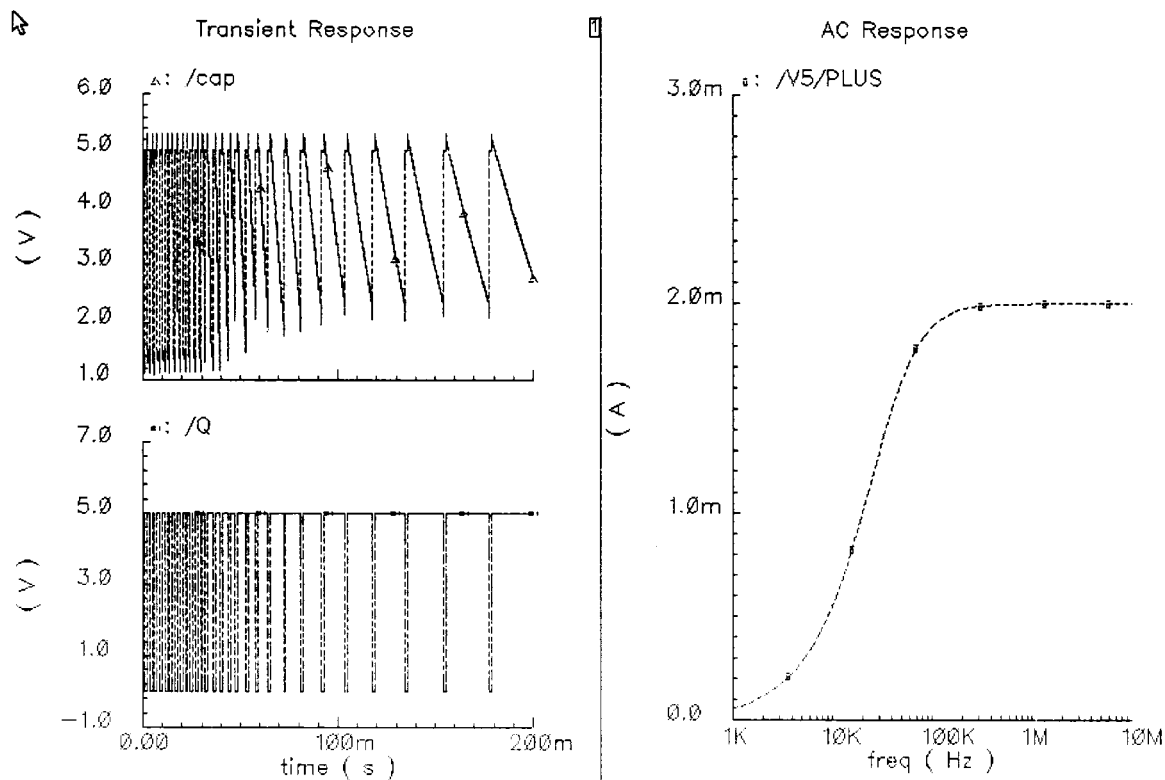 Transient Response
: /cap
6.0
5.0
4.0
3.0
2.0
1.0
( V )
: /Q
7.0
5.0
3.0
1.0
-1.0
( V )
0.00 100m 200m
time ( s )
1
AC Response
: /V5/PLUS
3.0m
2.0m
1.0m
0.0
( A )
1K 10K 100K 1M 10M
freq ( Hz )